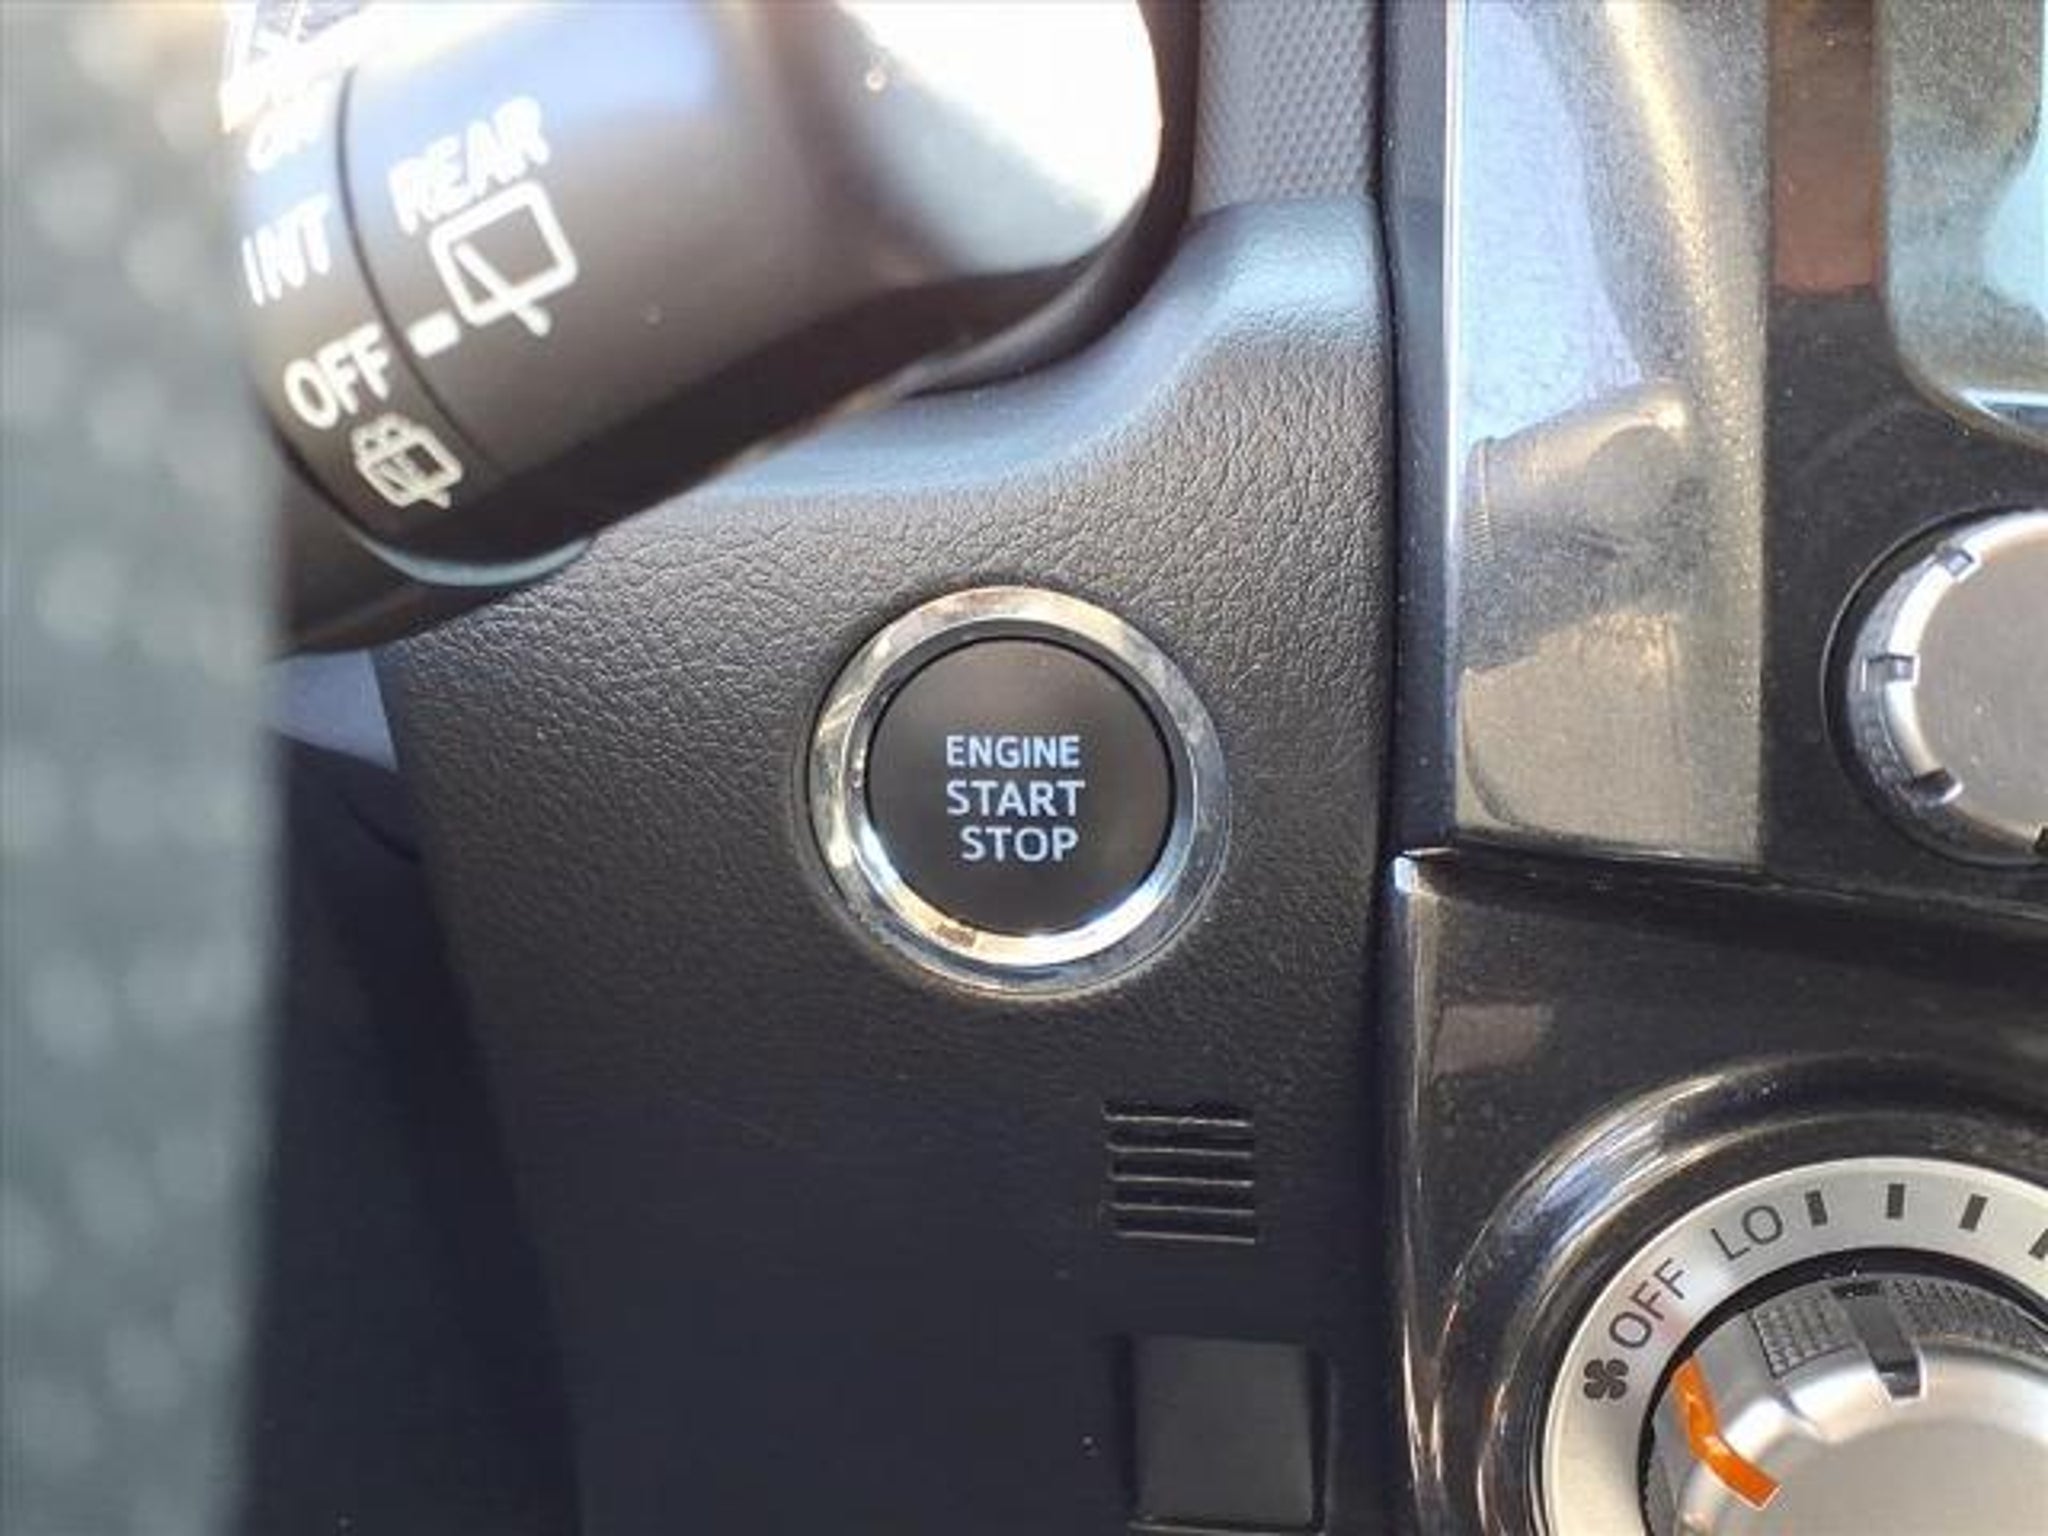 REAR
INT
OFF
ENGINE
START
STOP
OFF LO